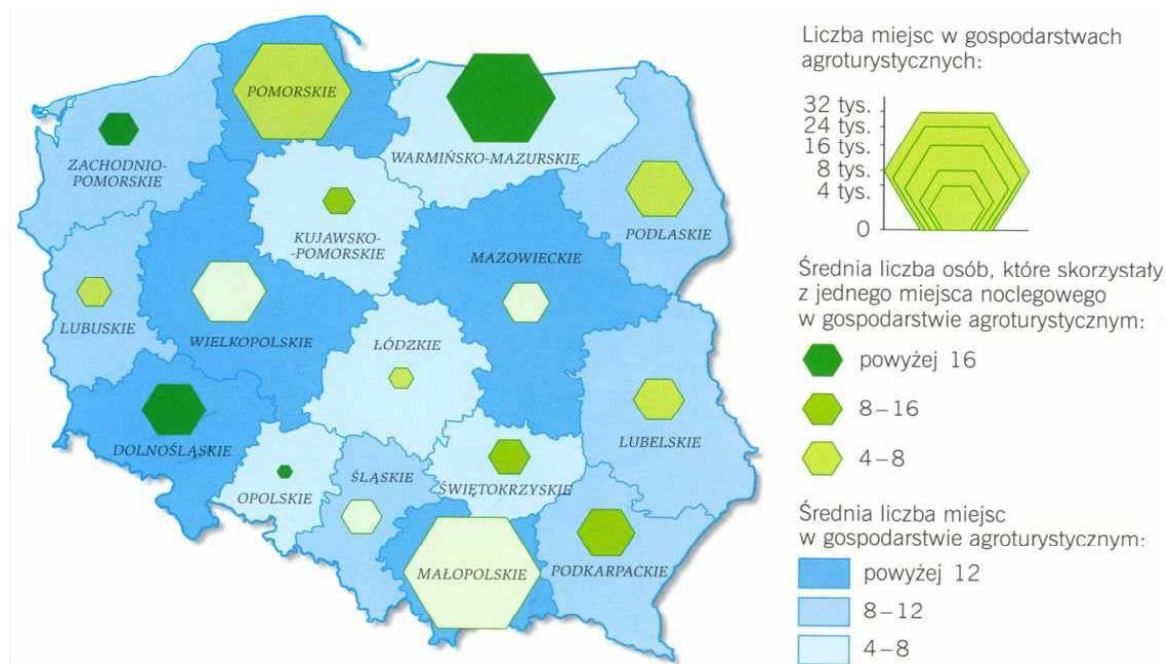 POMORSKIE
WARMIŃSKO-MAZURSKIE
ZACHODNIO-
POMORSKIE
KUJAWSKO-
-POMORSKIE
PODLASKIE
MAZOWIECKIE
LUBUSKIE
WIELKOPOLSKIE
ŁÓDZKIE
DOLNOŚLĄSKIE
LUBELSKIE
OPOLSKIE
ŚLĄSKIE
ŚWIĘTOKRZYSKIE
MAŁOPOLSKIE
PODKARPACKIE
Liczba miejsc w gospodarstwach
agroturystycznych:
32 tys.
24 tys.
16 tys.
8 tys.
4 tys.
0
Średnia liczba osób, które skorzystały
z jednego miejsca noclegowego
w gospodarstwie agroturystycznym:
powyżej 16
8–16
4–8
Średnia liczba miejsc
w gospodarstwie agroturystycznym:
powyżej 12
8–12
4–8